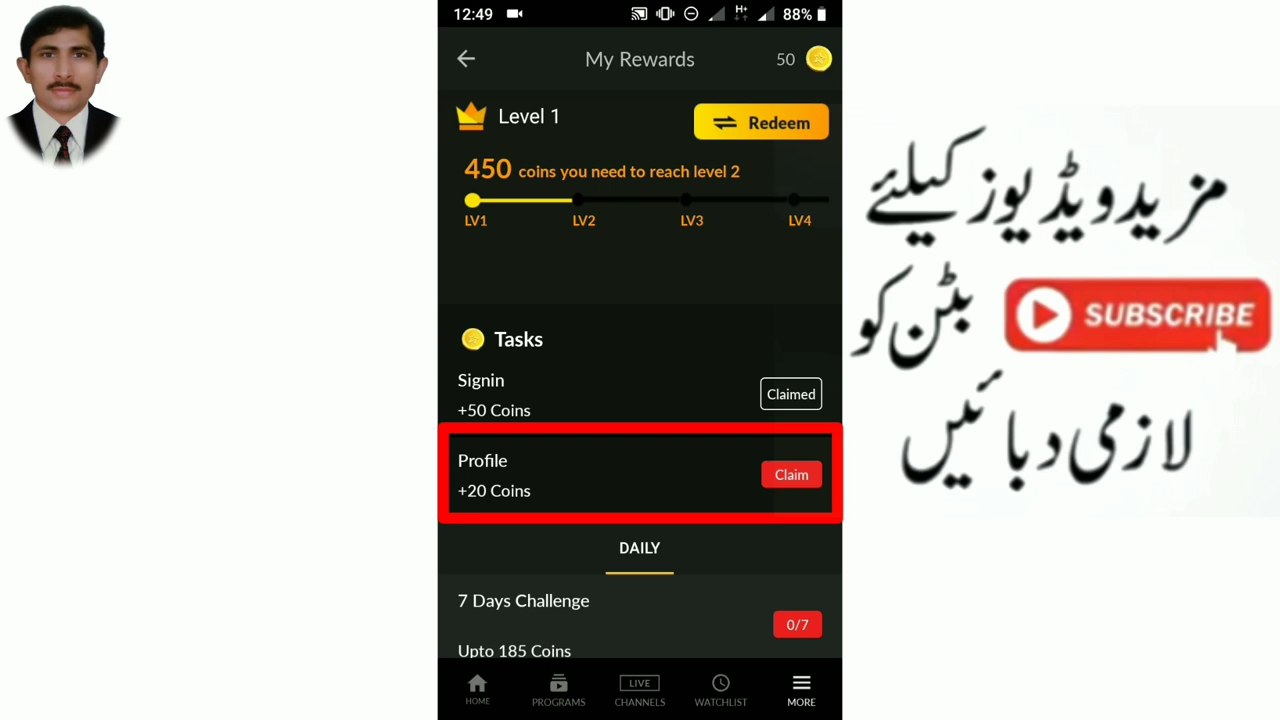 12:49
H+
88%
My Rewards
50
Level 1
Redeem
450 coins you need to reach level 2
LV1 LV2 LV3 LV4
Tasks
Signin
+50 Coins
Claimed
Profile
+20 Coins
Claim
DAILY
7 Days Challenge
0/7
Upto 185 Coins
HOME
PROGRAMS
LIVE
CHANNELS
WATCHLIST
MORE
مزید ویڈیوز کیلئے
SUBSCRIBE بٹن کو
لازمی دبائیں